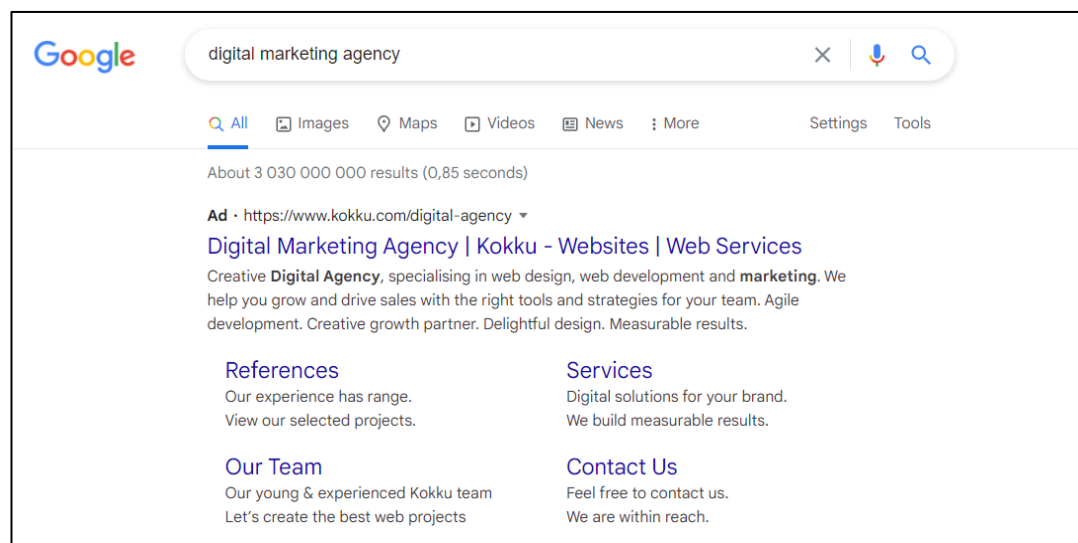 Google
digital marketing agency
All Images Maps Videos News More Settings Tools
About 3 030 000 000 results (0,85 seconds)
Ad · https://www.kokku.com/digital-agency
Digital Marketing Agency | Kokku - Websites | Web Services
Creative Digital Agency, specialising in web design, web development and marketing. We
help you grow and drive sales with the right tools and strategies for your team. Agile
development. Creative growth partner. Delightful design. Measurable results.
References
Our experience has range.
View our selected projects.
Services
Digital solutions for your brand.
We build measurable results.
Our Team
Our young & experienced Kokku team
Let's create the best web projects
Contact Us
Feel free to contact us.
We are within reach.